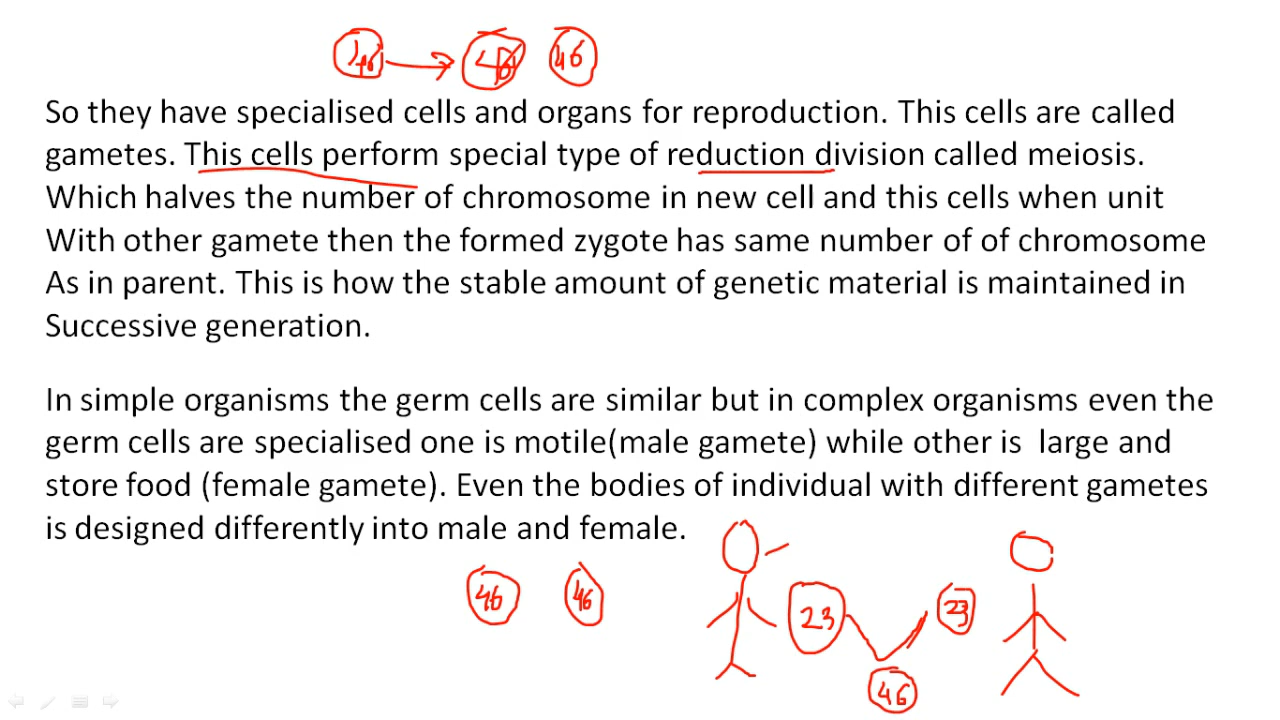 46 46 46
So they have specialised cells and organs for reproduction. This cells are called
gametes. This cells perform special type of reduction division called meiosis.
Which halves the number of chromosome in new cell and this cells when unit
With other gamete then the formed zygote has same number of of chromosome
As in parent. This is how the stable amount of genetic material is maintained in
Successive generation.
In simple organisms the germ cells are similar but in complex organisms even the
germ cells are specialised one is motile(male gamete) while other is large and
store food (female gamete). Even the bodies of individual with different gametes
is designed differently into male and female.
46 46 23 23
46